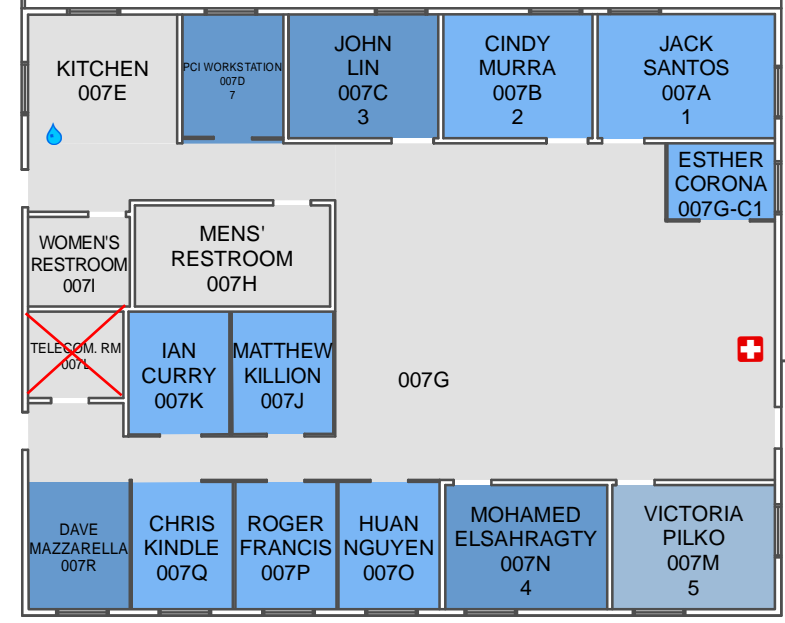 KITCHEN
007E
PCI WORKSTATION
007D
7
JOHN
LIN
007C
3
CINDY
MURRA
007B
2
JACK
SANTOS
007A
1
ESTHER
CORONA
007G-C1
WOMEN'S
RESTROOM
007I
MENS'
RESTROOM
007H
TELECOM. RM
007L
IAN
CURRY
007K
MATTHEW
KILLION
007J
007G
DAVE
MAZZARELLA
007R
CHRIS
KINDLE
007Q
ROGER
FRANCIS
007P
HUAN
NGUYEN
007O
MOHAMED
ELSAHRAGTY
007N
4
VICTORIA
PILKO
007M
5